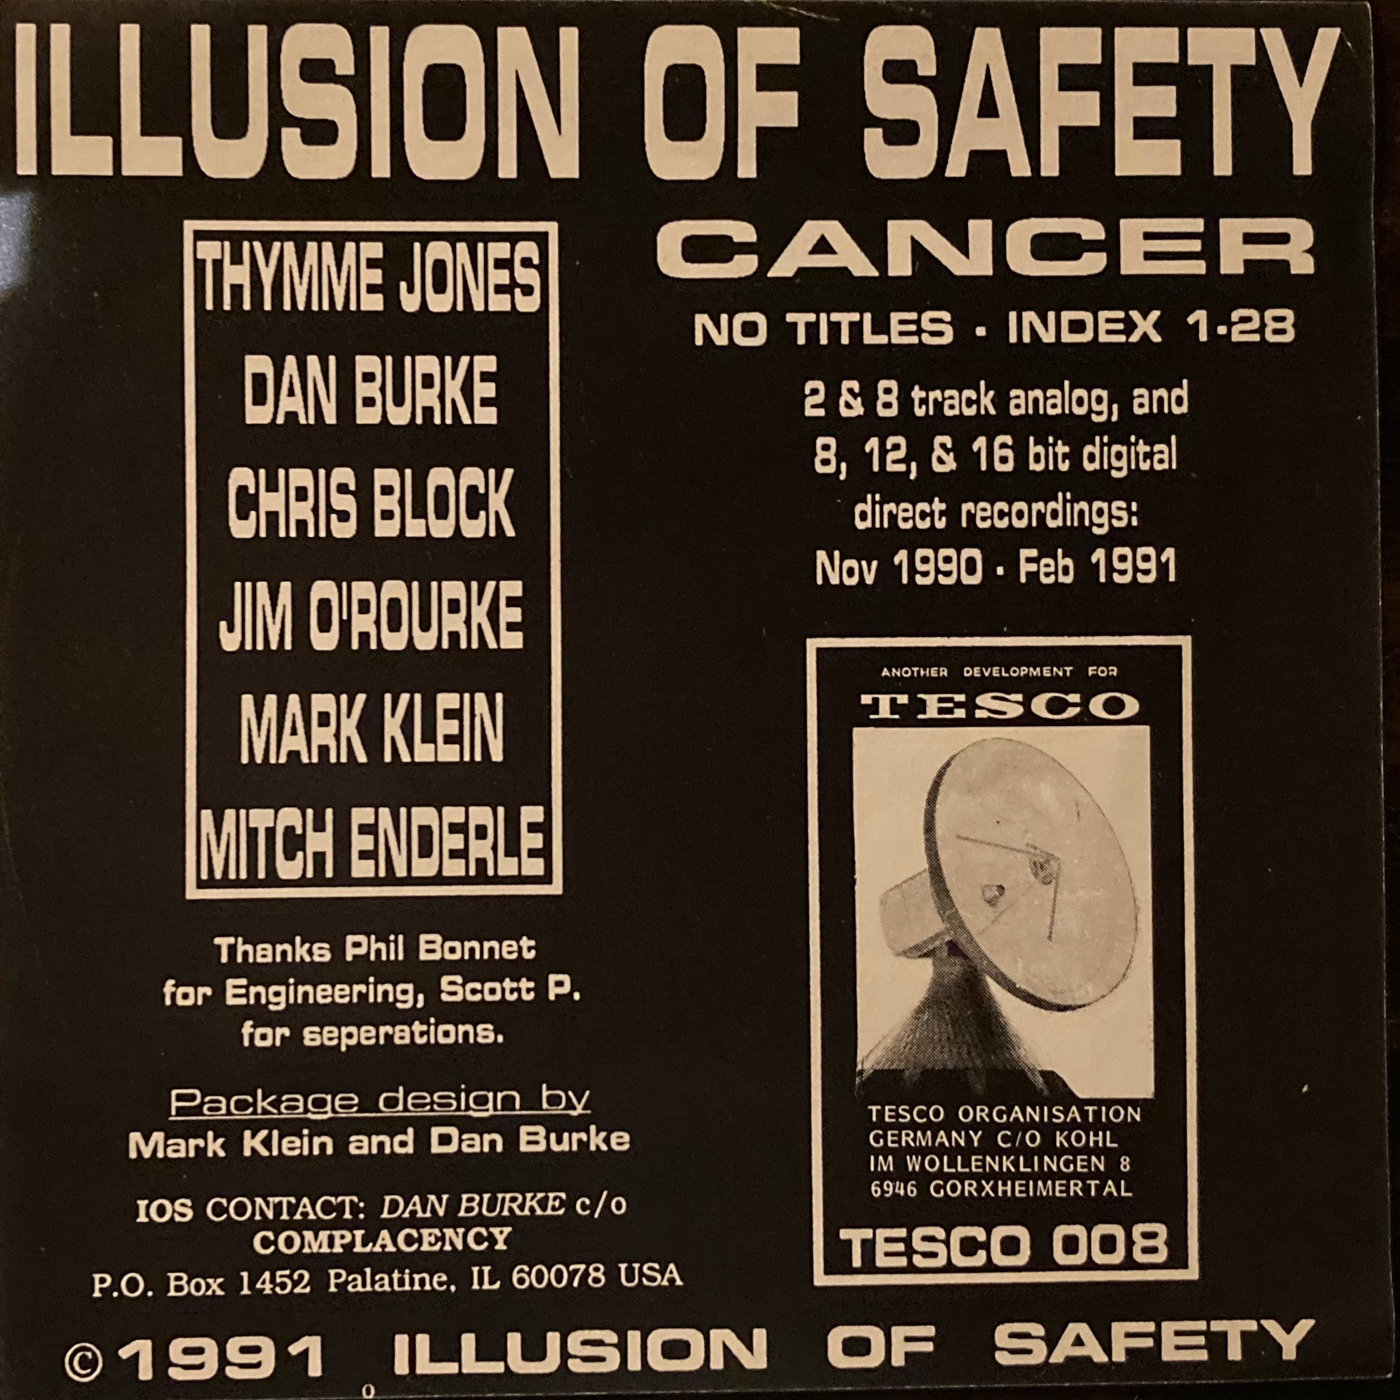 ILLUSION OF SAFETY
THYMME JONES
DAN BURKE
CHRIS BLOCK
JIM O'ROURKE
MARK KLEIN
MITCH ENDERLE
Thanks Phil Bonnet
for Engineering, Scott P.
for seperations.
Package design by
Mark Klein and Dan Burke
IOS CONTACT: DAN BURKE c/o
COMPLACENCY
P.O. Box 1452 Palatine, IL 60078 USA
CANCER
NO TITLES - INDEX 1-28
2 & 8 track analog, and
8, 12, & 16 bit digital
direct recordings:
Nov 1990 - Feb 1991
ANOTHER DEVELOPMENT FOR
TESCO
TESCO ORGANISATION
GERMANY C/O KOHL
IM WOLLENKLINGEN 8
6946 GORXHEIMERTAL
TESCO 008
© 1991 ILLUSION OF SAFETY